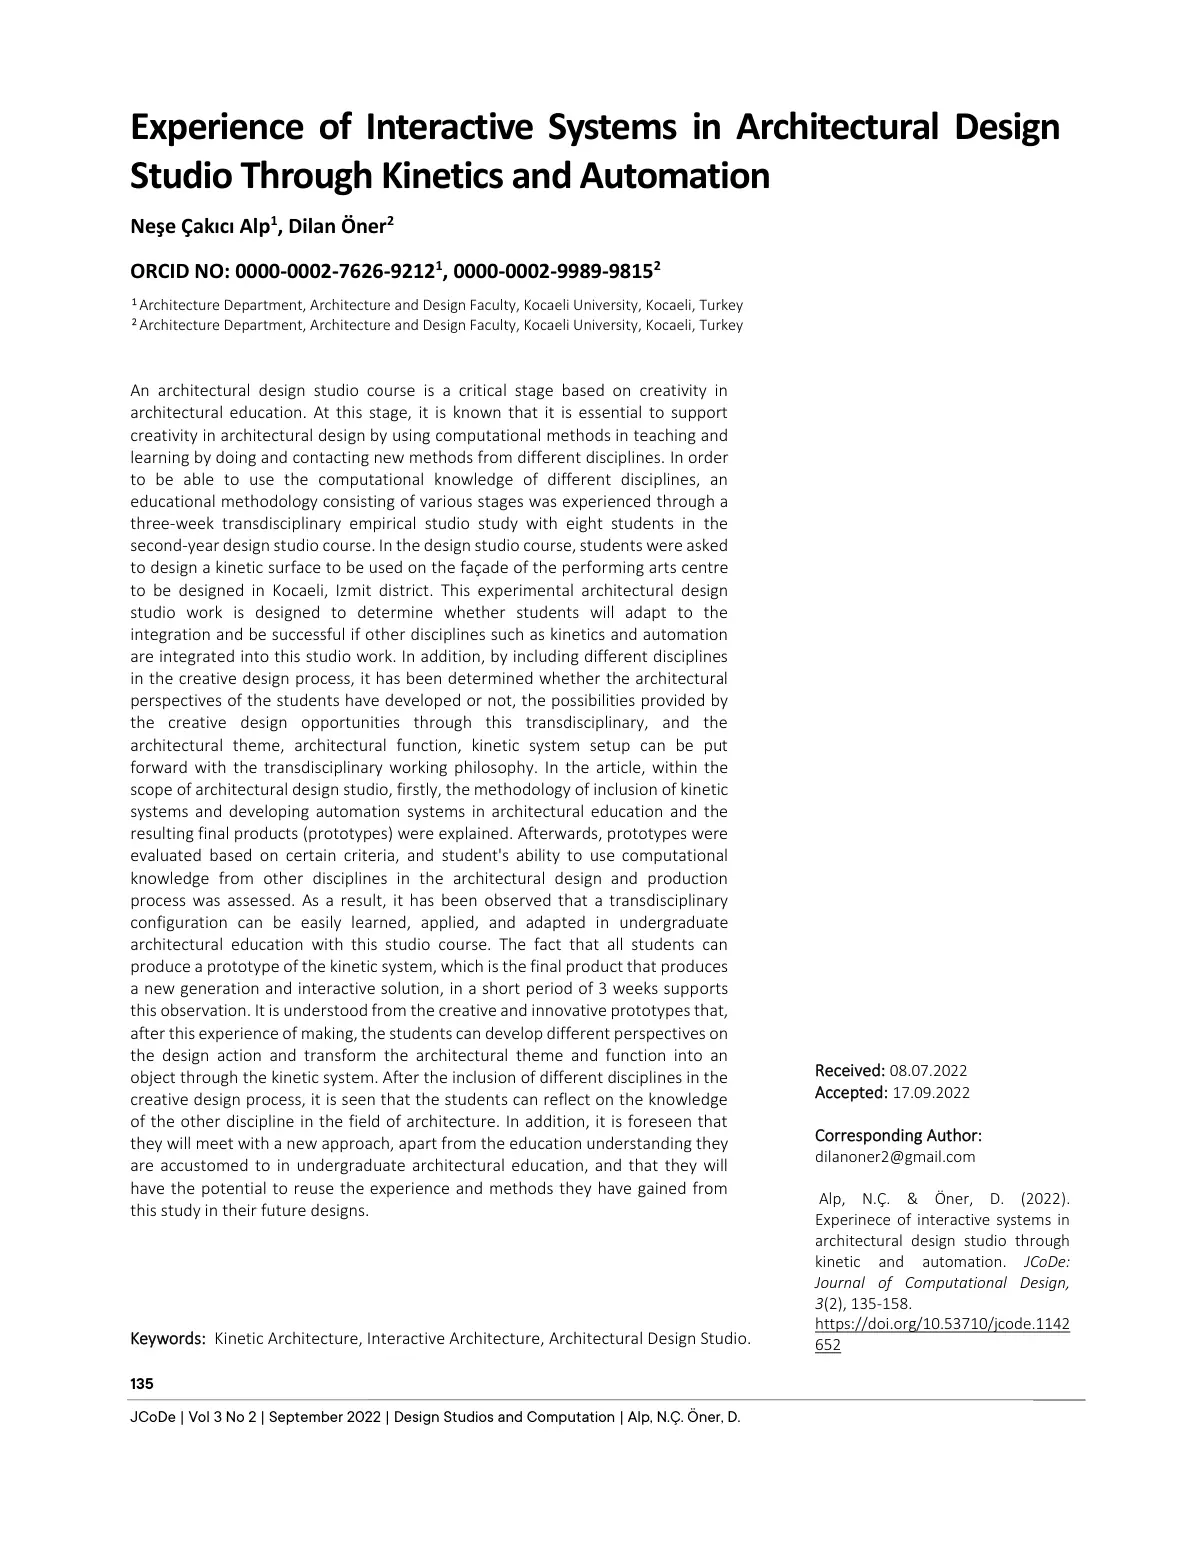 Experience of Interactive Systems in Architectural Design
Studio Through Kinetics and Automation
Neşe Çakıcı Alp¹, Dilan Öner²
ORCID NO: 0000-0002-7626-9212¹, 0000-0002-9989-9815²
¹ Architecture Department, Architecture and Design Faculty, Kocaeli University, Kocaeli, Turkey
² Architecture Department, Architecture and Design Faculty, Kocaeli University, Kocaeli, Turkey
An architectural design studio course is a critical stage based on creativity in
architectural education. At this stage, it is known that it is essential to support
creativity in architectural design by using computational methods in teaching and
learning by doing and contacting new methods from different disciplines. In order
to be able to use the computational knowledge of different disciplines, an
educational methodology consisting of various stages was experienced through a
three-week transdisciplinary empirical studio study with eight students in the
second-year design studio course. In the design studio course, students were asked
to design a kinetic surface to be used on the façade of the performing arts centre
to be designed in Kocaeli, Izmit district. This experimental architectural design
studio work is designed to determine whether students will adapt to the
integration and be successful if other disciplines such as kinetics and automation
are integrated into this studio work. In addition, by including different disciplines
in the creative design process, it has been determined whether the architectural
perspectives of the students have developed or not, the possibilities provided by
the creative design opportunities through this transdisciplinary, and the
architectural theme, architectural function, kinetic system setup can be put
forward with the transdisciplinary working philosophy. In the article, within the
scope of architectural design studio, firstly, the methodology of inclusion of kinetic
systems and developing automation systems in architectural education and the
resulting final products (prototypes) were explained. Afterwards, prototypes were
evaluated based on certain criteria, and student's ability to use computational
knowledge from other disciplines in the architectural design and production
process was assessed. As a result, it has been observed that a transdisciplinary
configuration can be easily learned, applied, and adapted in undergraduate
architectural education with this studio course. The fact that all students can
produce a prototype of the kinetic system, which is the final product that produces
a new generation and interactive solution, in a short period of 3 weeks supports
this observation. It is understood from the creative and innovative prototypes that,
after this experience of making, the students can develop different perspectives on
the design action and transform the architectural theme and function into an
object through the kinetic system. After the inclusion of different disciplines in the
creative design process, it is seen that the students can reflect on the knowledge
of the other discipline in the field of architecture. In addition, it is foreseen that
they will meet with a new approach, apart from the education understanding they
are accustomed to in undergraduate architectural education, and that they will
have the potential to reuse the experience and methods they have gained from
this study in their future designs.
Received: 08.07.2022
Accepted: 17.09.2022
Corresponding Author:
dilanoner2@gmail.com
Alp, N.Ç. & Öner, D. (2022).
Experinece of interactive systems in
architectural design studio through
kinetic and automation. JCoDe:
Journal of Computational Design,
3(2), 135-158.
https://doi.org/10.53710/jcode.1142
652
Keywords: Kinetic Architecture, Interactive Architecture, Architectural Design Studio.
135
JCoDe | Vol 3 No 2 | September 2022 | Design Studios and Computation | Alp, N.Ç. Öner, D.